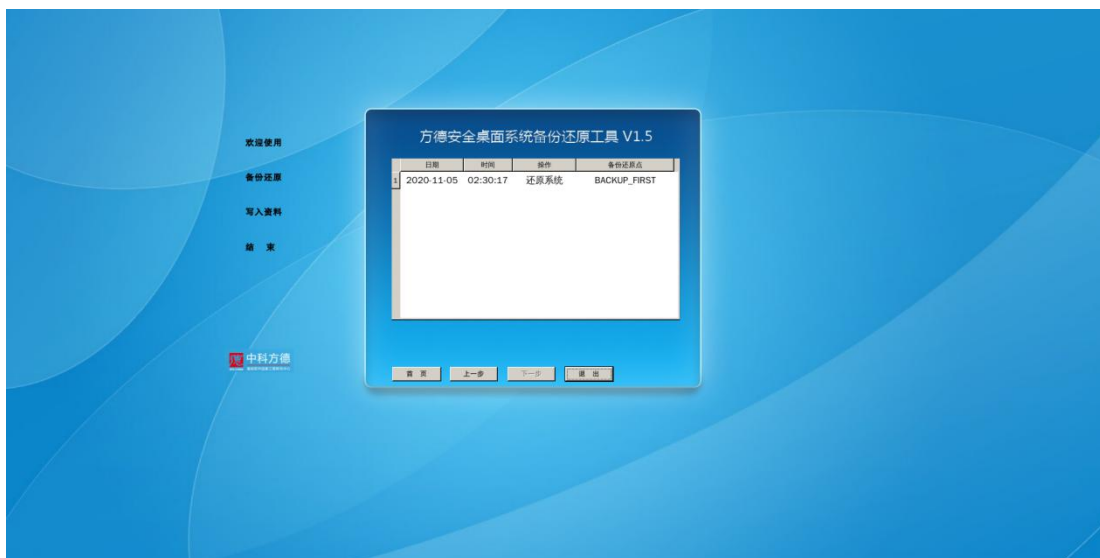 欢迎使用
备份还原
写入资料
结 束
中科方德
方德安全桌面系统备份还原工具 V1.5
日期 时间 操作 备份还原点
1 2020-11-05 02:30:17 还原系统 BACKUP_FIRST
首 页 上一步 下一步 退 出